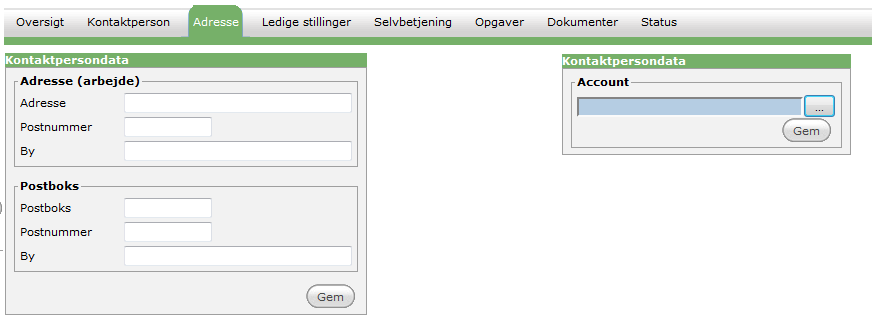 Oversigt Kontaktperson Adresse Ledige stillinger Selvbetjening Opgaver Dokumenter Status
Kontaktpersondata
Adresse (arbejde)
Adresse
Postnummer
By
Postboks
Postboks
Postnummer
By
Gem
Kontaktpersondata
Account
...
Gem